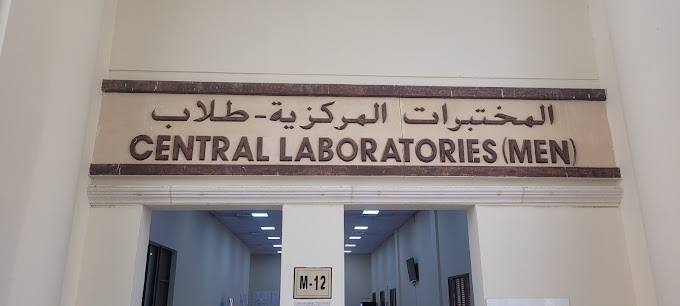 المختبرات المركزية - طلاب
CENTRAL LABORATORIES (MEN)
M-12